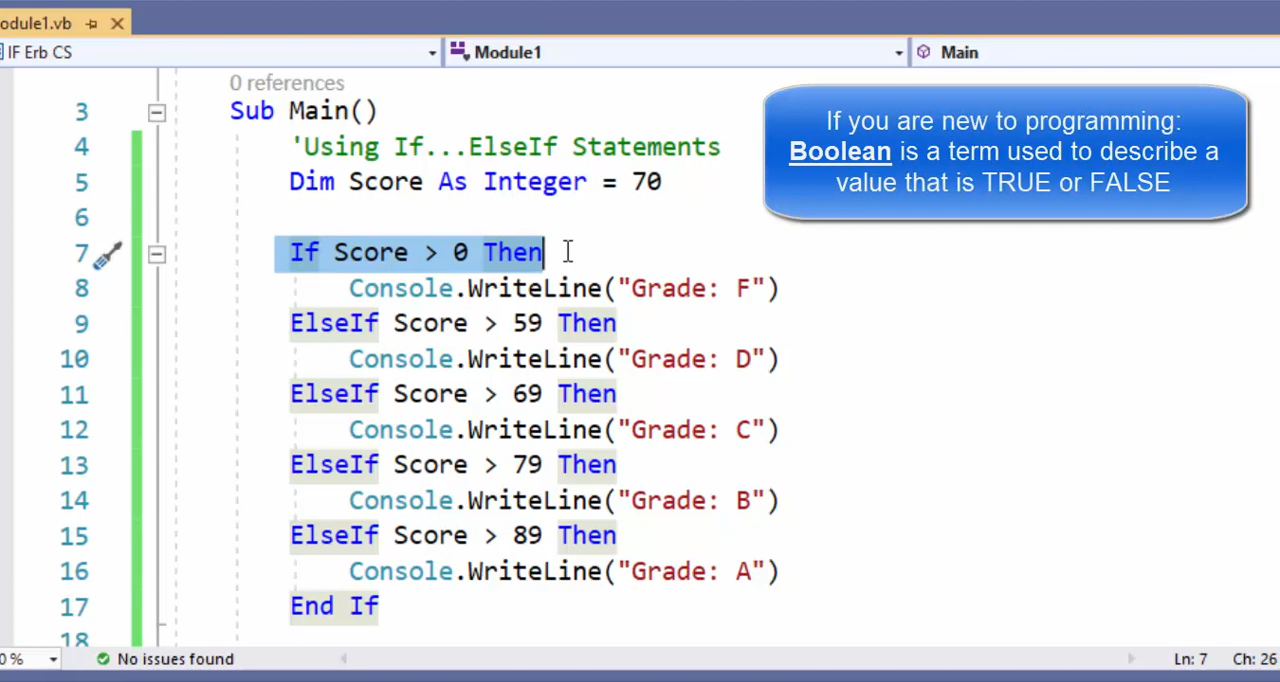 odule1.vb
IF Erb CS
Module1
Main
0 references
3 Sub Main()
4 'Using If...ElseIf Statements
5 Dim Score As Integer = 70
6
7 If Score > 0 Then
8 Console.WriteLine("Grade: F")
9 ElseIf Score > 59 Then
10 Console.WriteLine("Grade: D")
11 ElseIf Score > 69 Then
12 Console.WriteLine("Grade: C")
13 ElseIf Score > 79 Then
14 Console.WriteLine("Grade: B")
15 ElseIf Score > 89 Then
16 Console.WriteLine("Grade: A")
17 End If
18
If you are new to programming:
Boolean is a term used to describe a
value that is TRUE or FALSE
0 %
No issues found
Ln: 7 Ch: 26